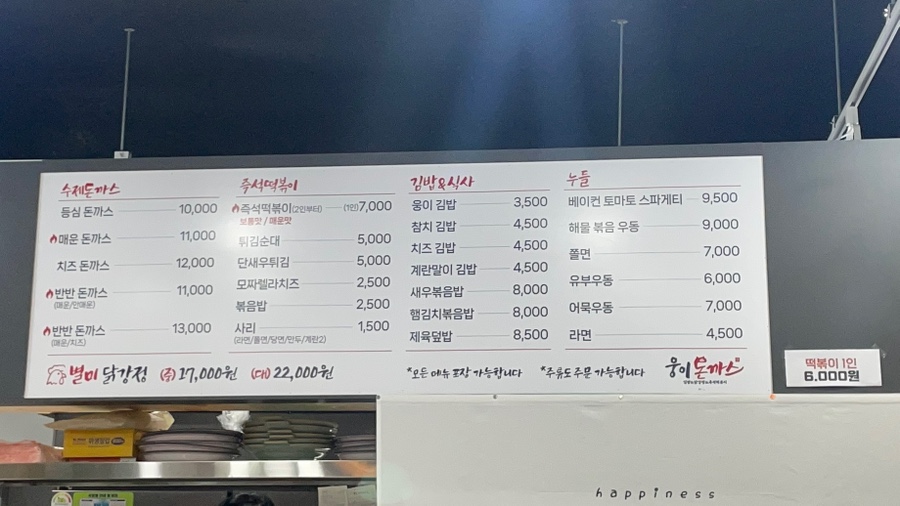 수제돈까스
등심 돈까스 10,000
매운 돈까스 11,000
치즈 돈까스 12,000
반반 돈까스 11,000
(매운/안매운)
반반 돈까스 13,000
(매운/치즈)
즉석떡볶이
즉석떡볶이(2인부터) (1인)7,000
보통맛 / 매운맛
튀김순대 5,000
단새우튀김 5,000
모짜렐라치즈 2,500
볶음밥 2,500
사리 1,500
(라면/쫄면/당면/만두/계란2)
김밥&식사
웅이 김밥 3,500
참치 김밥 4,500
치즈 김밥 4,500
계란말이 김밥 4,500
새우볶음밥 8,000
햄김치볶음밥 8,000
제육덮밥 8,500
누들
베이컨 토마토 스파게티 9,500
해물 볶음 우동 9,000
쫄면 7,000
유부우동 6,000
어묵우동 7,000
라면 4,500
별미 닭강정 (중) 17,000원 (대) 22,000원
*모든 메뉴 포장 가능합니다 *주류도 주문 가능합니다
웅이돈까스
떡볶이 1인
6.000원
happiness